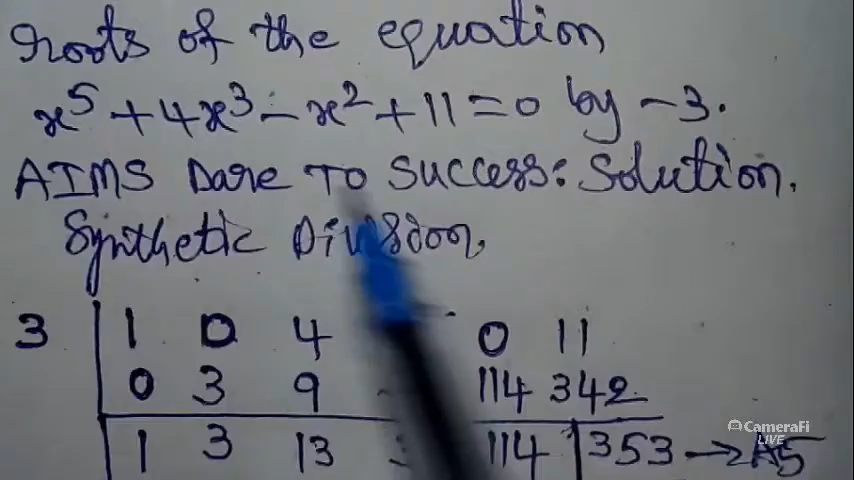 roots of the equation
x⁵ + 4x³ - x² + 11 = 0 by -3.
AIMS Dare To Success: Solution.
Synthetic Division.
3 1 0 4 0 11
0 3 9 114 342
1 3 13 114 353 → A5
CameraFi
LIVE